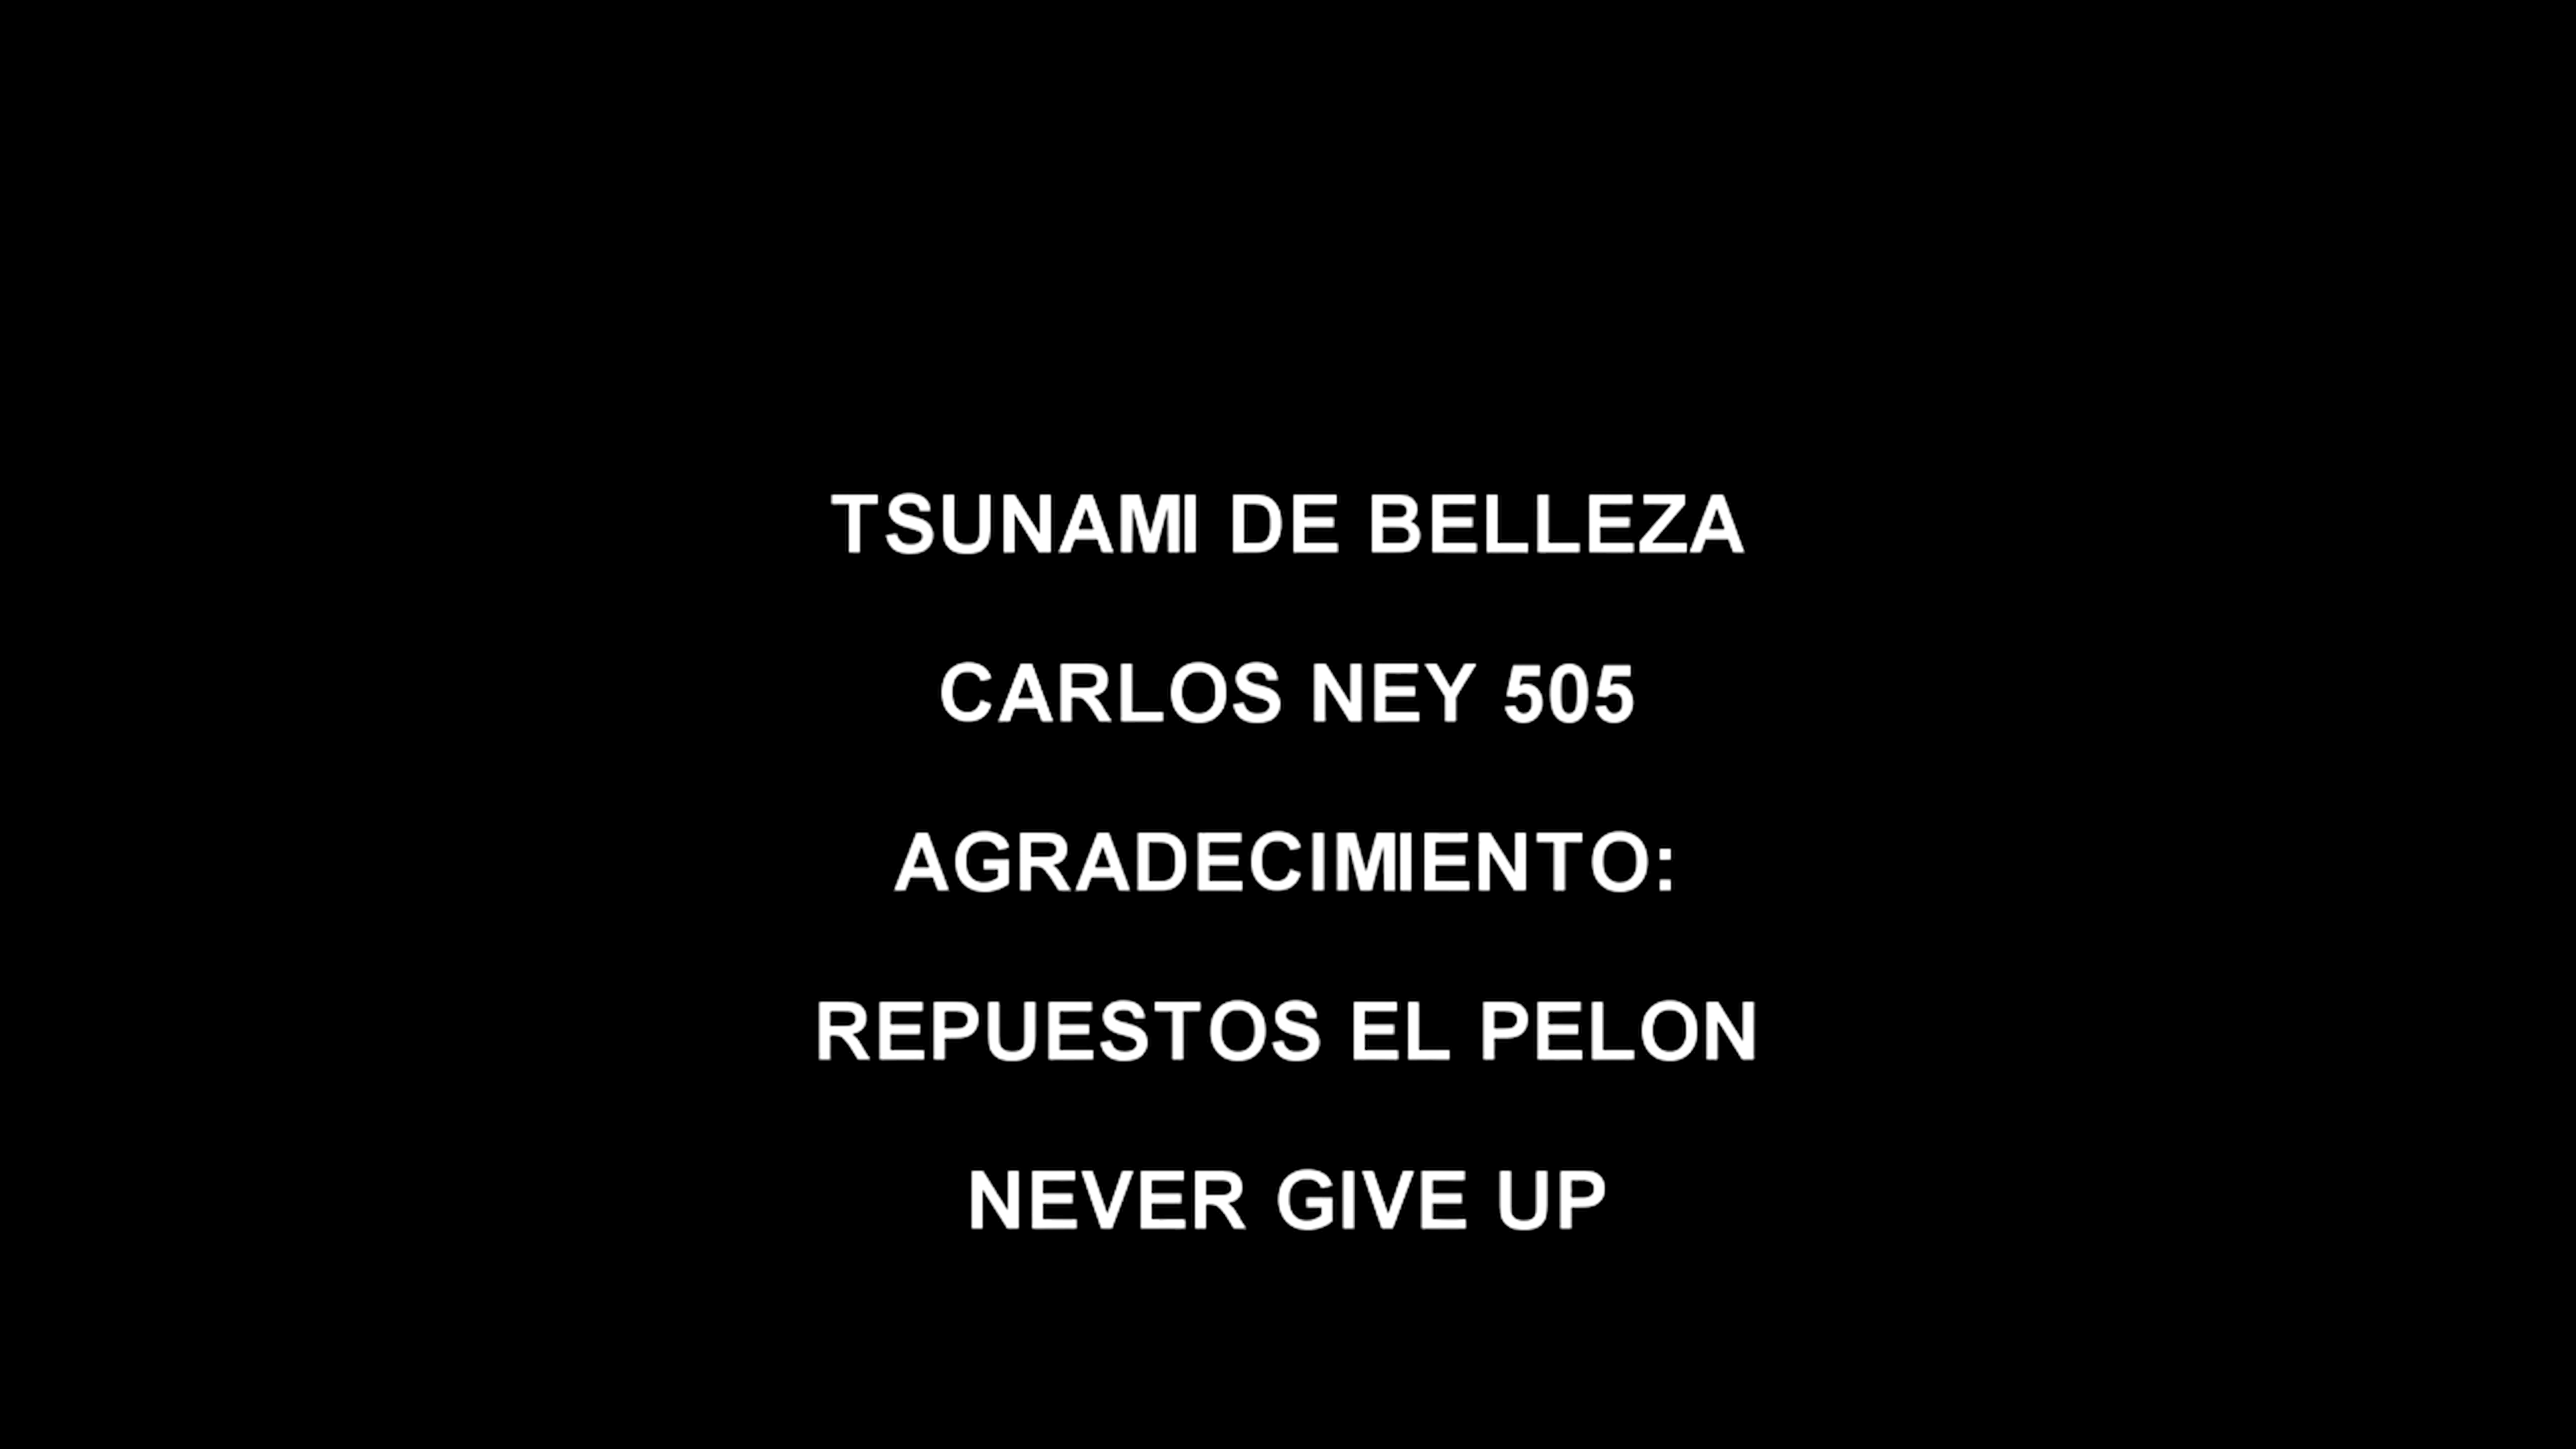 TSUNAMI DE BELLEZA
CARLOS NEY 505
AGRADECIMIENTO:
REPUESTOS EL PELON
NEVER GIVE UP